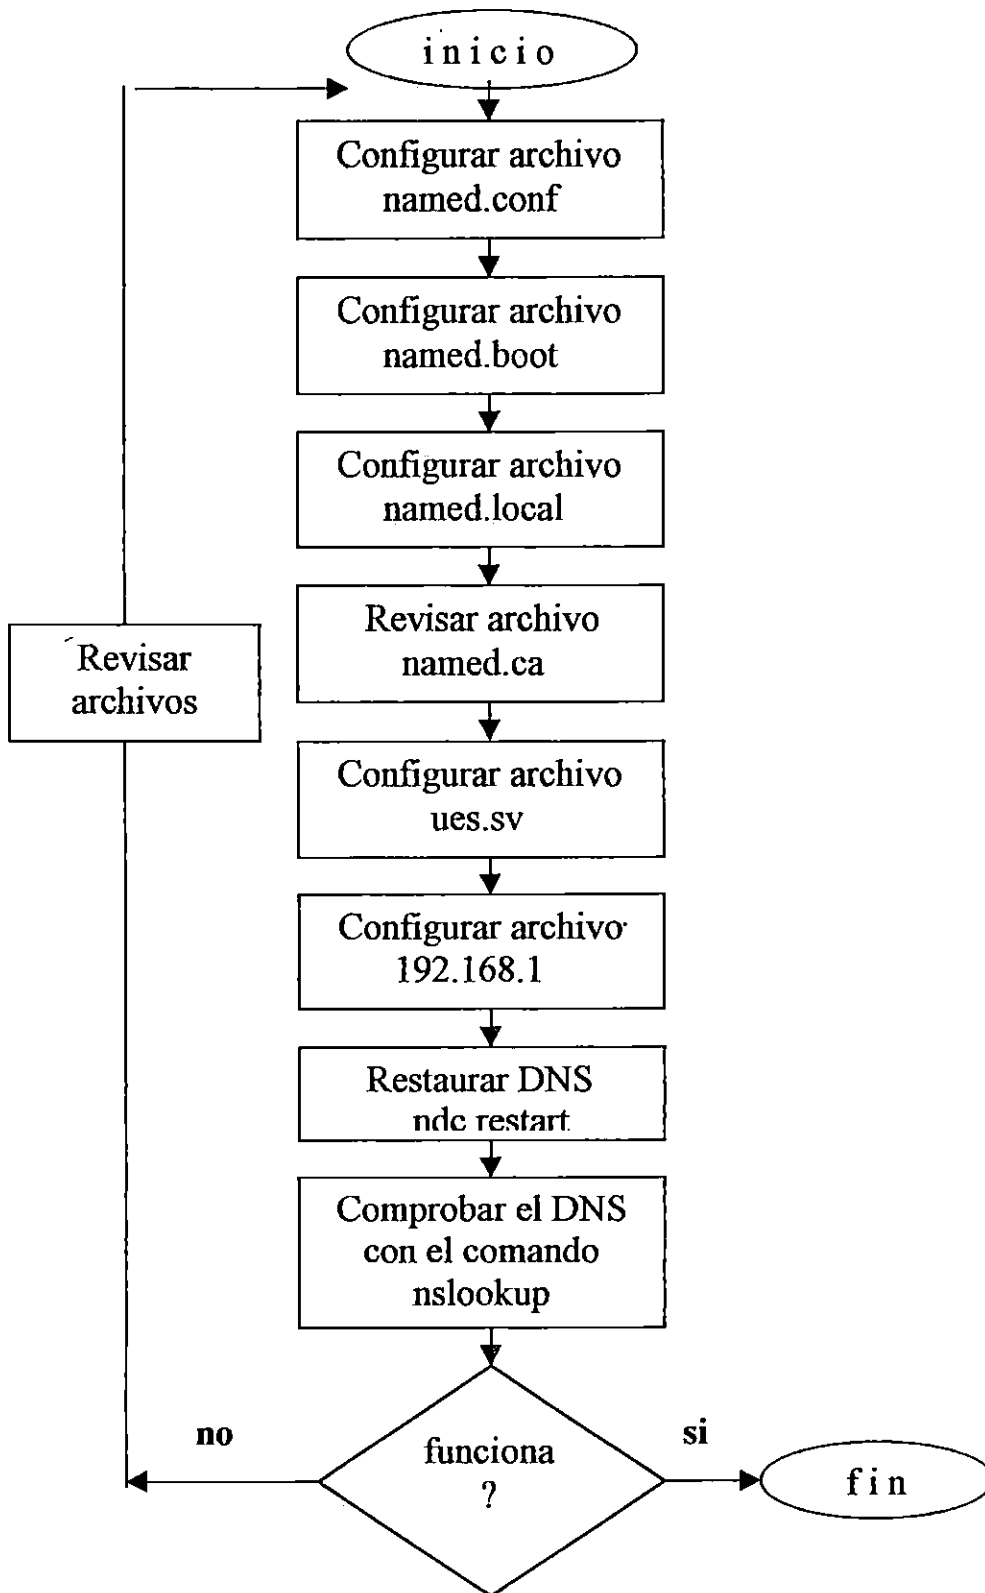 i n i c i o
Configurar archivo
named.conf
Configurar archivo
named.boot
Configurar archivo
named.local
Revisar archivo
named.ca
Revisar
archivos
Configurar archivo
ues.sv
Configurar archivo
192.168.1
Restaurar DNS
ndc restart
Comprobar el DNS
con el comando
nslookup
no
funciona
?
si
f i n